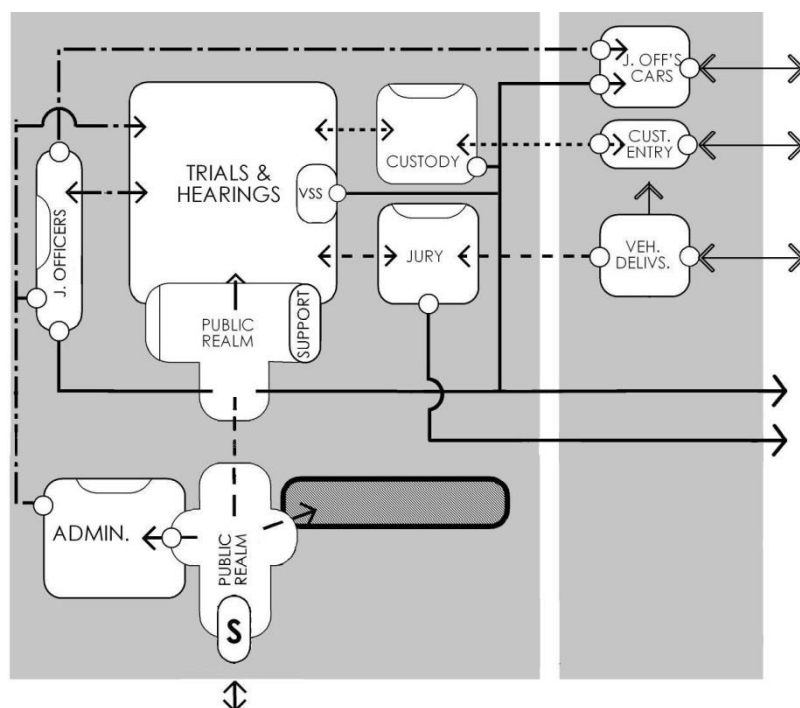 J. OFF'S
CARS
CUST.
ENTRY
CUSTODY
TRIALS &
HEARINGS
VSS
J. OFFICERS
JURY
VEH.
DELIVS.
PUBLIC
REALM
SUPPORT
ADMIN.
PUBLIC
REALM
S